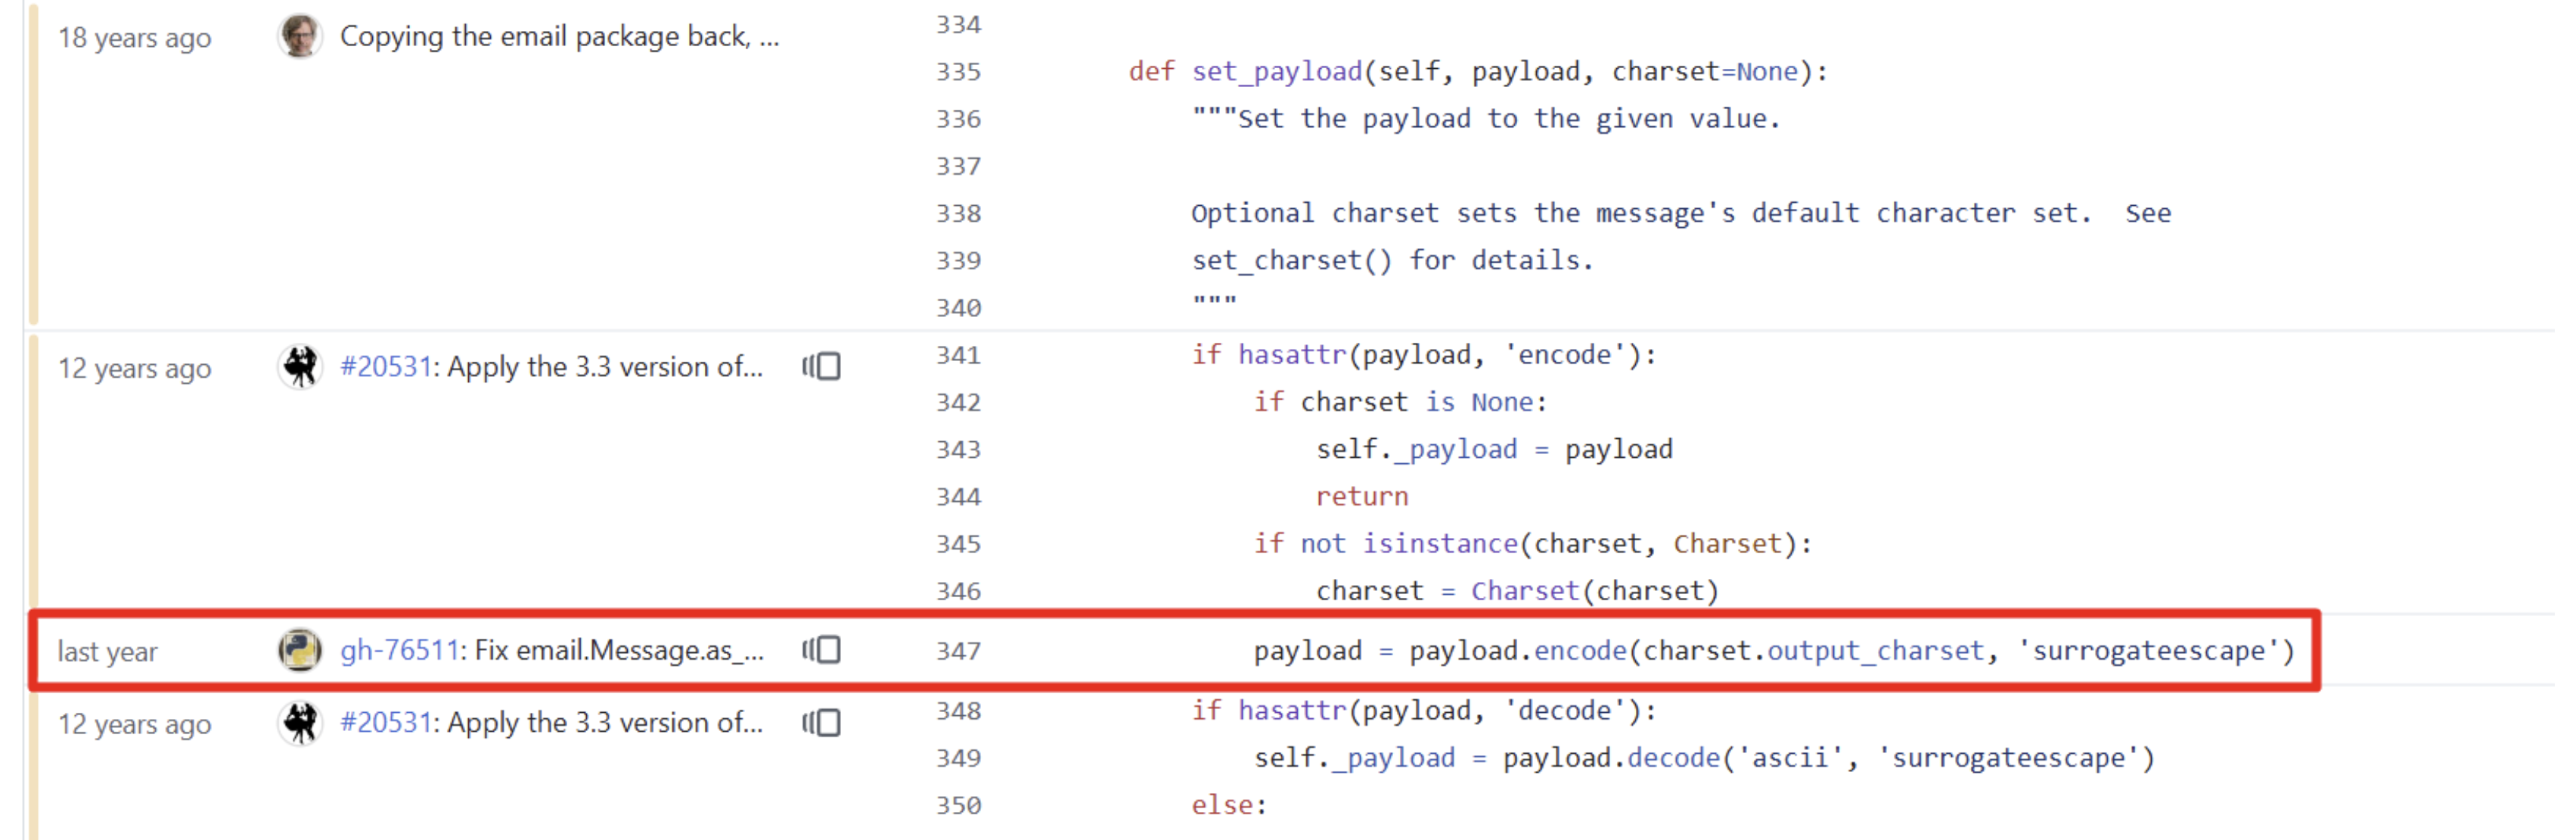 18 years ago Copying the email package back, ... 334
335 def set_payload(self, payload, charset=None):
336 """Set the payload to the given value.
337
338 Optional charset sets the message's default character set.  See
339 set_charset() for details.
340 """
12 years ago #20531: Apply the 3.3 version of... 341 if hasattr(payload, 'encode'):
342 if charset is None:
343 self._payload = payload
344 return
345 if not isinstance(charset, Charset):
346 charset = Charset(charset)
last year gh-76511: Fix email.Message.as_... 347 payload = payload.encode(charset.output_charset, 'surrogateescape')
12 years ago #20531: Apply the 3.3 version of... 348 if hasattr(payload, 'decode'):
349 self._payload = payload.decode('ascii', 'surrogateescape')
350 else: